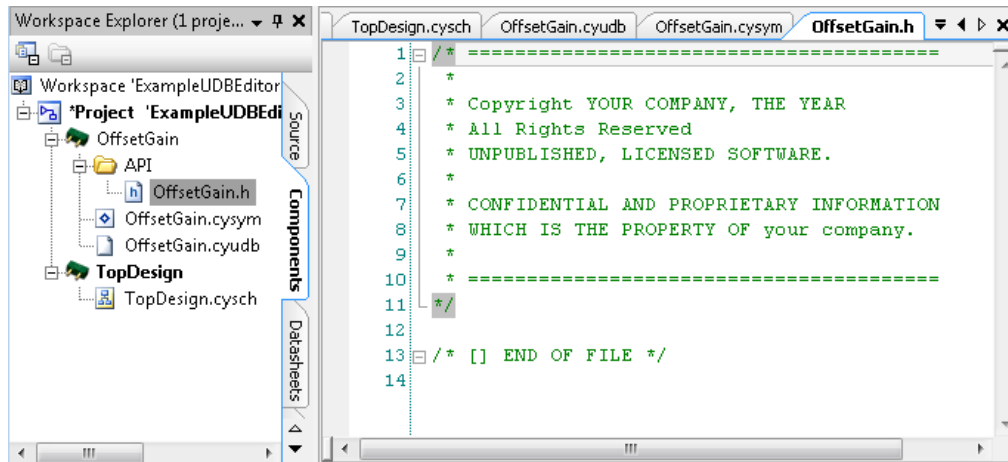 Workspace Explorer (1 proje...
Workspace 'ExampleUDBEditor
*Project 'ExampleUDBEdi
OffsetGain
API
h OffsetGain.h
OffsetGain.cysym
OffsetGain.cyudb
TopDesign
TopDesign.cysch
Source
Components
Datasheets
TopDesign.cysch OffsetGain.cyudb OffsetGain.cysym OffsetGain.h
1 /* ========================================
2 *
3 * Copyright YOUR COMPANY, THE YEAR
4 * All Rights Reserved
5 * UNPUBLISHED, LICENSED SOFTWARE.
6 *
7 * CONFIDENTIAL AND PROPRIETARY INFORMATION
8 * WHICH IS THE PROPERTY OF your company.
9 *
10 * ========================================
11 */
12
13 /* [] END OF FILE */
14